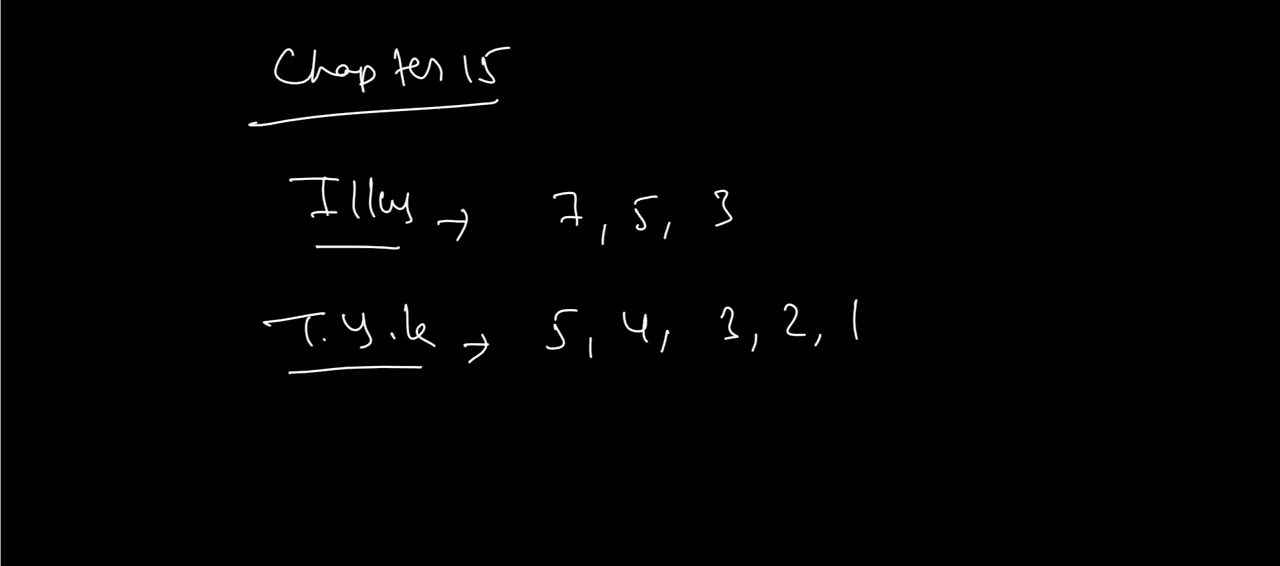 Chapter 15
Illus → 7, 5, 3
T.Y.k → 5, 4, 3, 2, 1